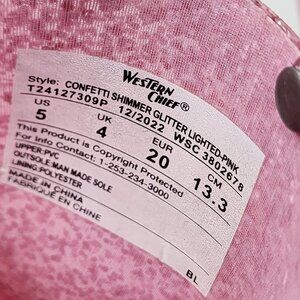 WESTERN
CHIEF®
Style: CONFETTI SHIMMER GLITTER LIGHTED-PINK
T24127309P 12/2022 WSC 3802678
US UK EUR CM
5 4 20 13.3
This Product is Copyright Protected
For Info Contact: 1-253-234-3000
UPPER:PVC
OUTSOLE:MAN MADE SOLE
LINING:POLYESTER
MADE IN CHINA
FABRIQUÉ EN CHINE
BL